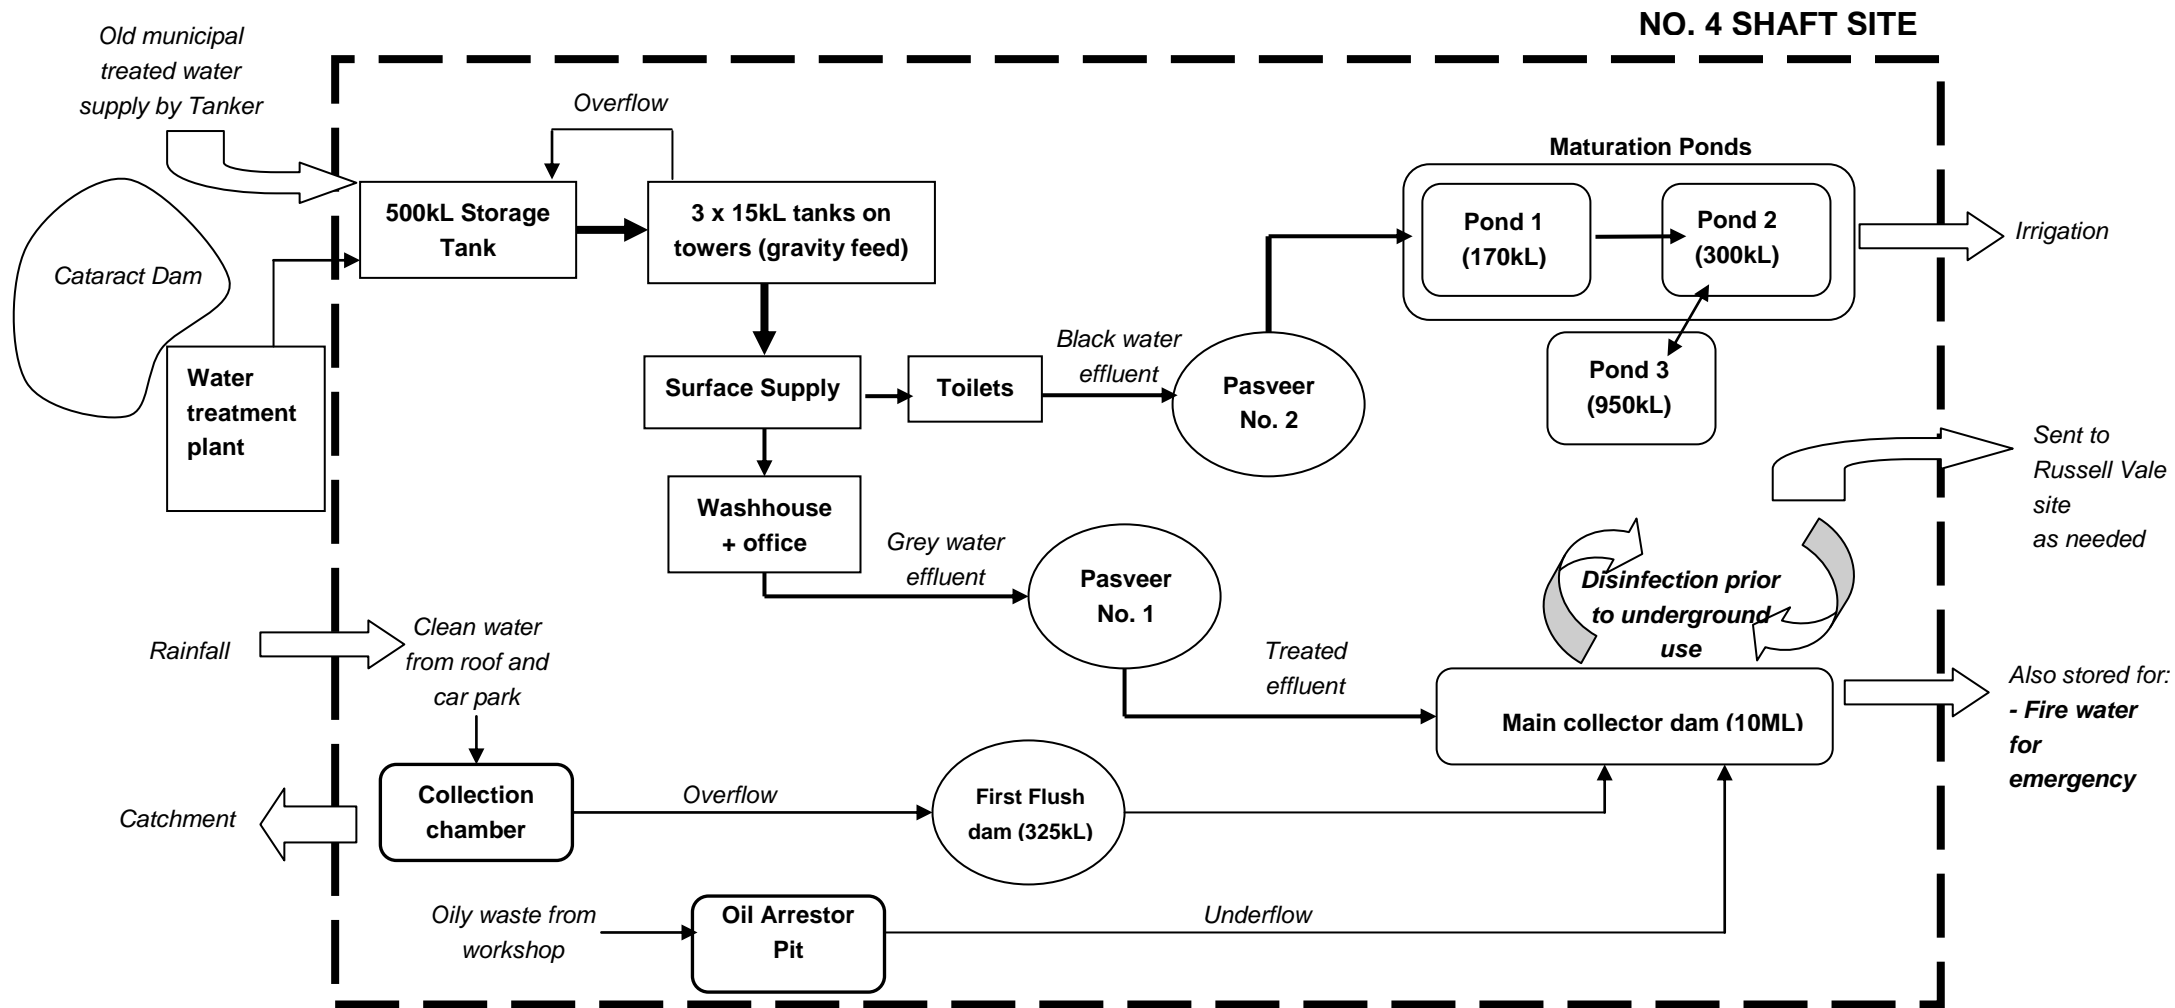 NO. 4 SHAFT SITE
Old municipal
treated water
supply by Tanker
Overflow
Maturation Ponds
500kL Storage
Tank
3 x 15kL tanks on
towers (gravity feed)
Pond 1
(170kL)
Pond 2
(300kL)
Irrigation
Cataract Dam
Black water
effluent
Water
treatment
plant
Surface Supply
Toilets
Pasveer
No. 2
Pond 3
(950kL)
Sent to
Russell Vale
site
as needed
Washhouse
+ office
Grey water
effluent
Pasveer
No. 1
Disinfection prior
to underground
use
Rainfall
Clean water
from roof and
car park
Treated
effluent
Main collector dam (10ML)
Also stored for:
- Fire water
for
emergency
Catchment
Collection
chamber
Overflow
First Flush
dam (325kL)
Oily waste from
workshop
Oil Arrestor
Pit
Underflow